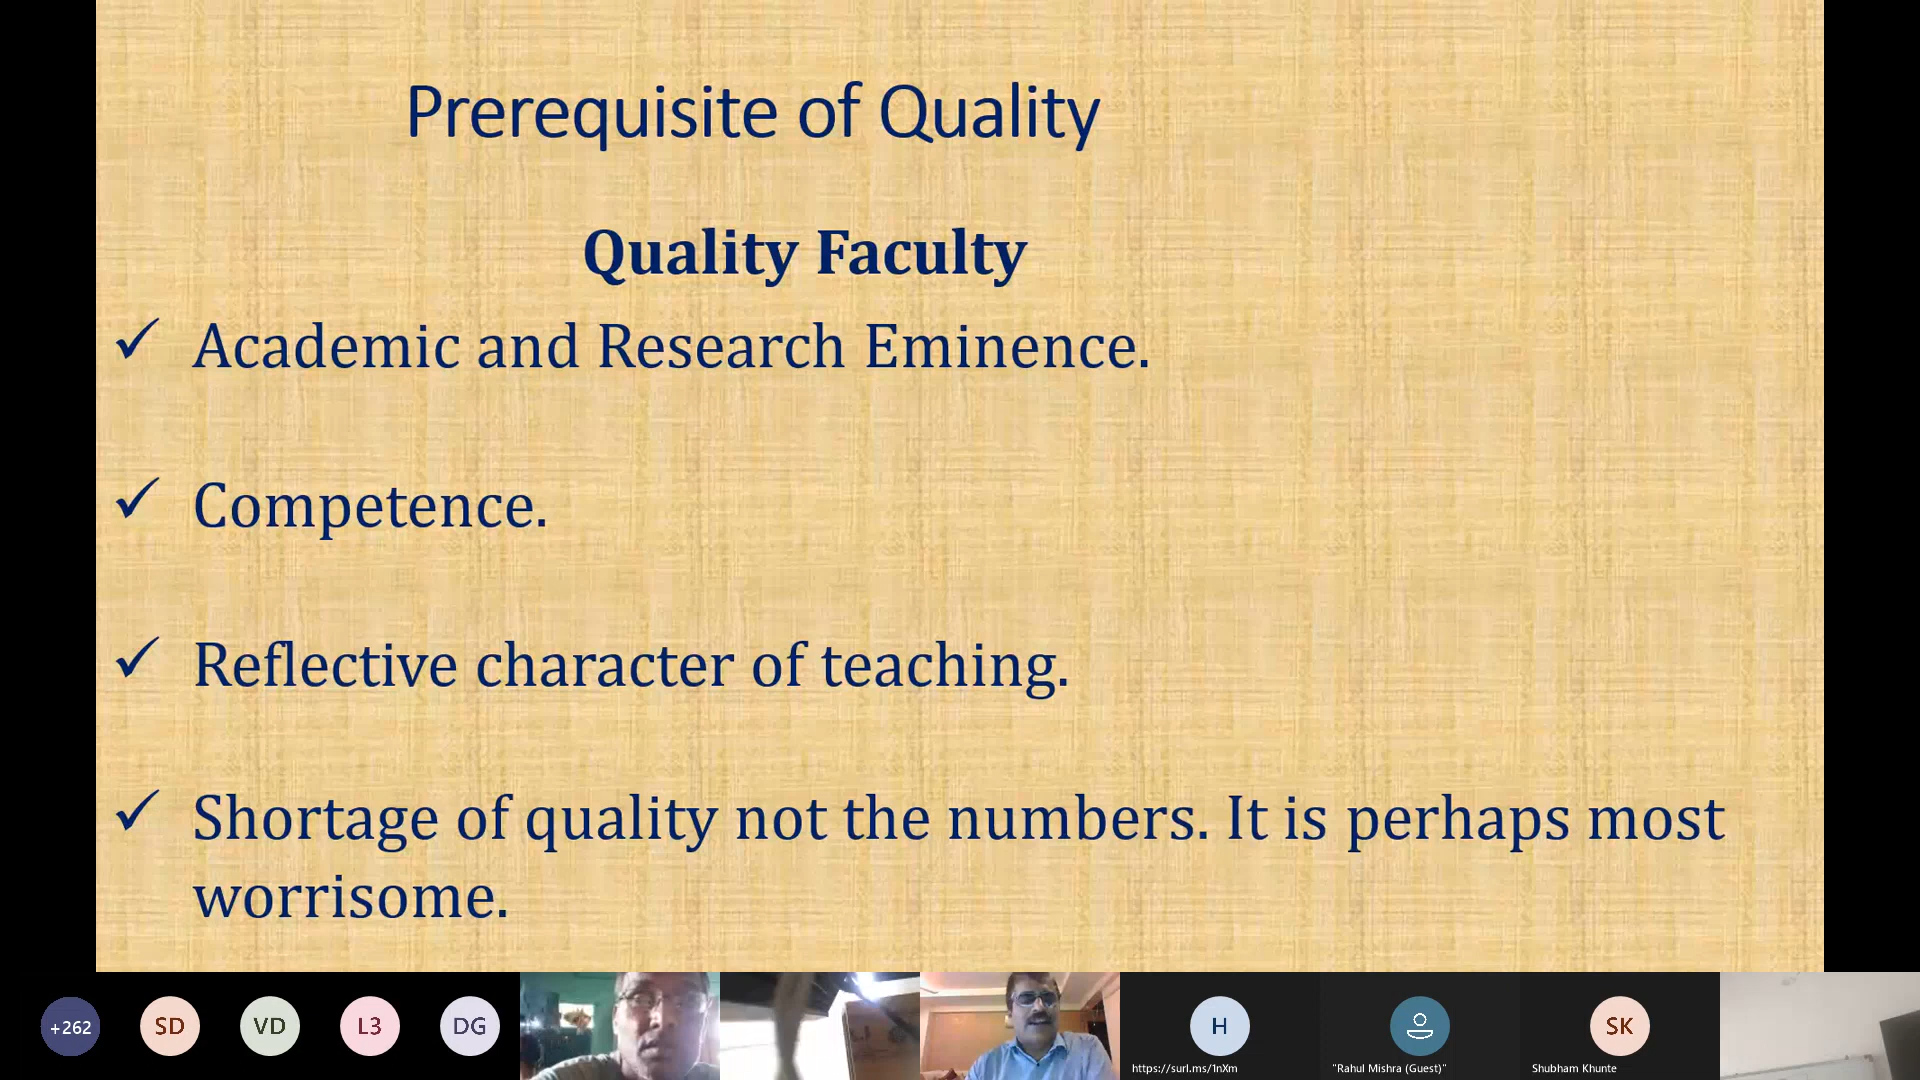 Prerequisite of Quality
Quality Faculty
✓ Academic and Research Eminence.
✓ Competence.
✓ Reflective character of teaching.
✓ Shortage of quality not the numbers. It is perhaps most
worrisome.
+262 SD VD L3 DG H SK
https://surl.ms/1nXm "Rahul Mishra (Guest)" Shubham Khunte